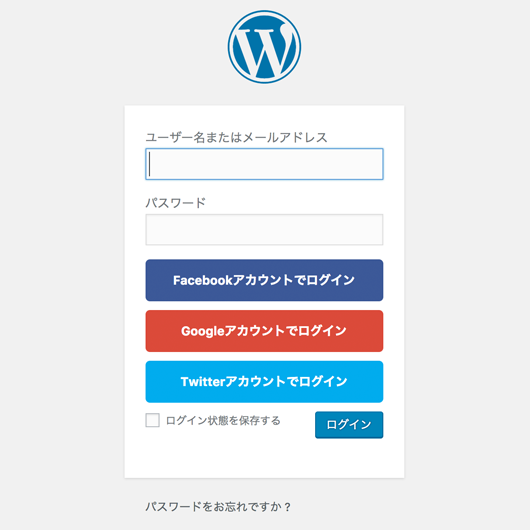 ユーザー名またはメールアドレス
パスワード
Facebookアカウントでログイン
Googleアカウントでログイン
Twitterアカウントでログイン
ログイン状態を保存する
ログイン
パスワードをお忘れですか ?